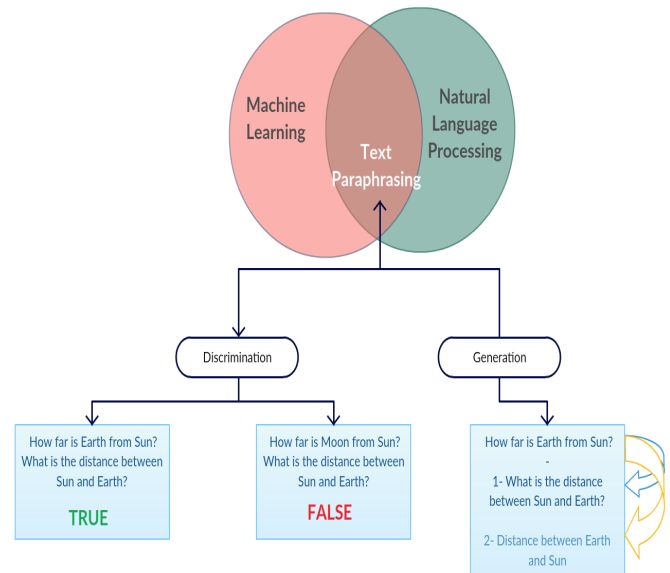 Machine
Learning
Natural
Language
Processing
Text
Paraphrasing
Discrimination
Generation
How far is Earth from Sun?
What is the distance between
Sun and Earth?
TRUE
How far is Moon from Sun?
What is the distance between
Sun and Earth?
FALSE
How far is Earth from Sun?
-
1- What is the distance
between Sun and Earth?
2- Distance between Earth
and Sun